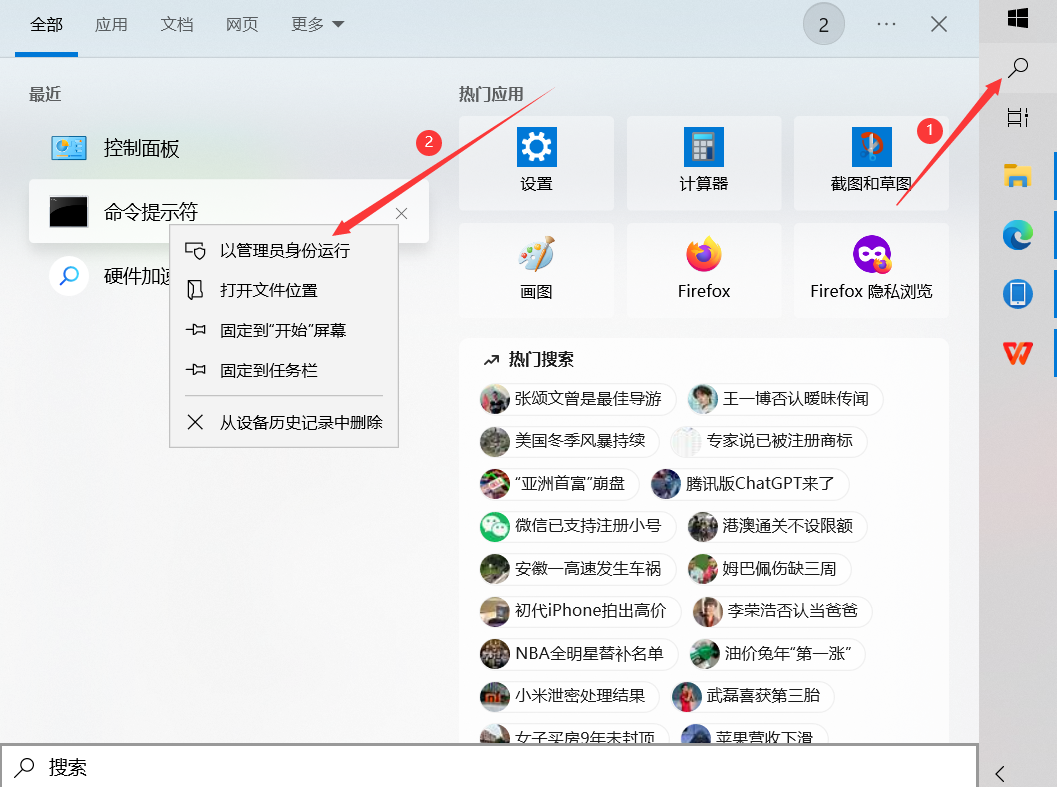 全部 应用 文档 网页 更多 2 ···
最近
控制面板
命令提示符
以管理员身份运行
打开文件位置
固定到“开始”屏幕
固定到任务栏
从设备历史记录中删除
硬件加速
2
1
热门应用
设置 计算器 截图和草图
画图 Firefox Firefox 隐私浏览
热门搜索
张颂文曾是最佳导游 王一博否认暧昧传闻
美国冬季风暴持续 专家说已被注册商标
“亚洲首富”崩盘 腾讯版ChatGPT来了
微信已支持注册小号 港澳通关不设限额
安徽一高速发生车祸 姆巴佩伤缺三周
初代iPhone拍出高价 李荣浩否认当爸爸
NBA全明星替补名单 油价兔年“第一涨”
小米泄密处理结果 武磊喜获第三胎
女子买房9年未封顶 苹果营收下滑
搜索